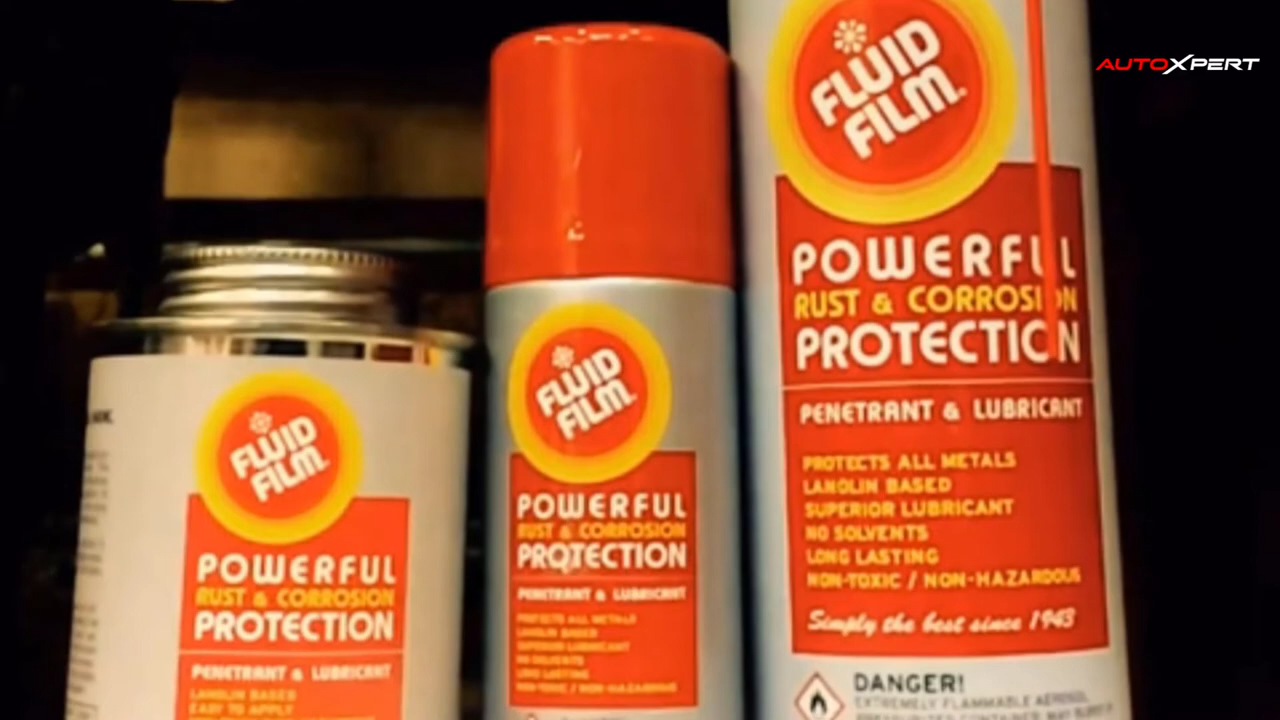 AUTOXPERT
FLUID
FILM
POWERFUL
RUST & CORROSION
PROTECTION
PENETRANT & LUBRICANT
LANOLIN BASED
EASY TO APPLY
FLUID
FILM
POWERFUL
RUST & CORROSION
PROTECTION
PENETRANT & LUBRICANT
PROTECTS ALL METALS
LANOLIN BASED
SUPERIOR LUBRICANT
NO SOLVENTS
LONG LASTING
NON-TOXIC / NON-HAZARDOUS
FLUID
FILM
POWERFUL
RUST & CORROSION
PROTECTION
PENETRANT & LUBRICANT
PROTECTS ALL METALS
LANOLIN BASED
SUPERIOR LUBRICANT
NO SOLVENTS
LONG LASTING
NON-TOXIC / NON-HAZARDOUS
Simply the best since 1943
DANGER!
EXTREMELY FLAMMABLE AEROSOL